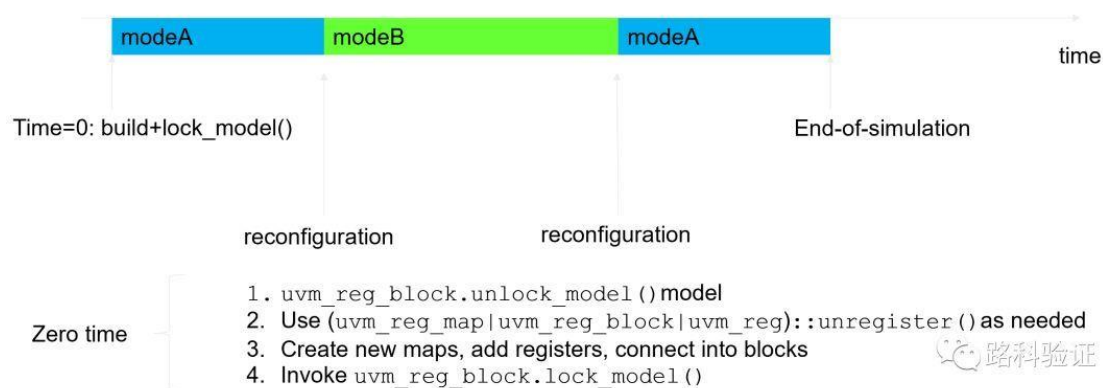 modeA modeB modeA
time
Time=0: build+lock_model()
End-of-simulation
reconfiguration reconfiguration
1. uvm_reg_block.unlock_model()model
Zero time
2. Use (uvm_reg_map|uvm_reg_block|uvm_reg)::unregister()as needed
3. Create new maps, add registers, connect into blocks
4. Invoke uvm_reg_block.lock_model()
路科验证